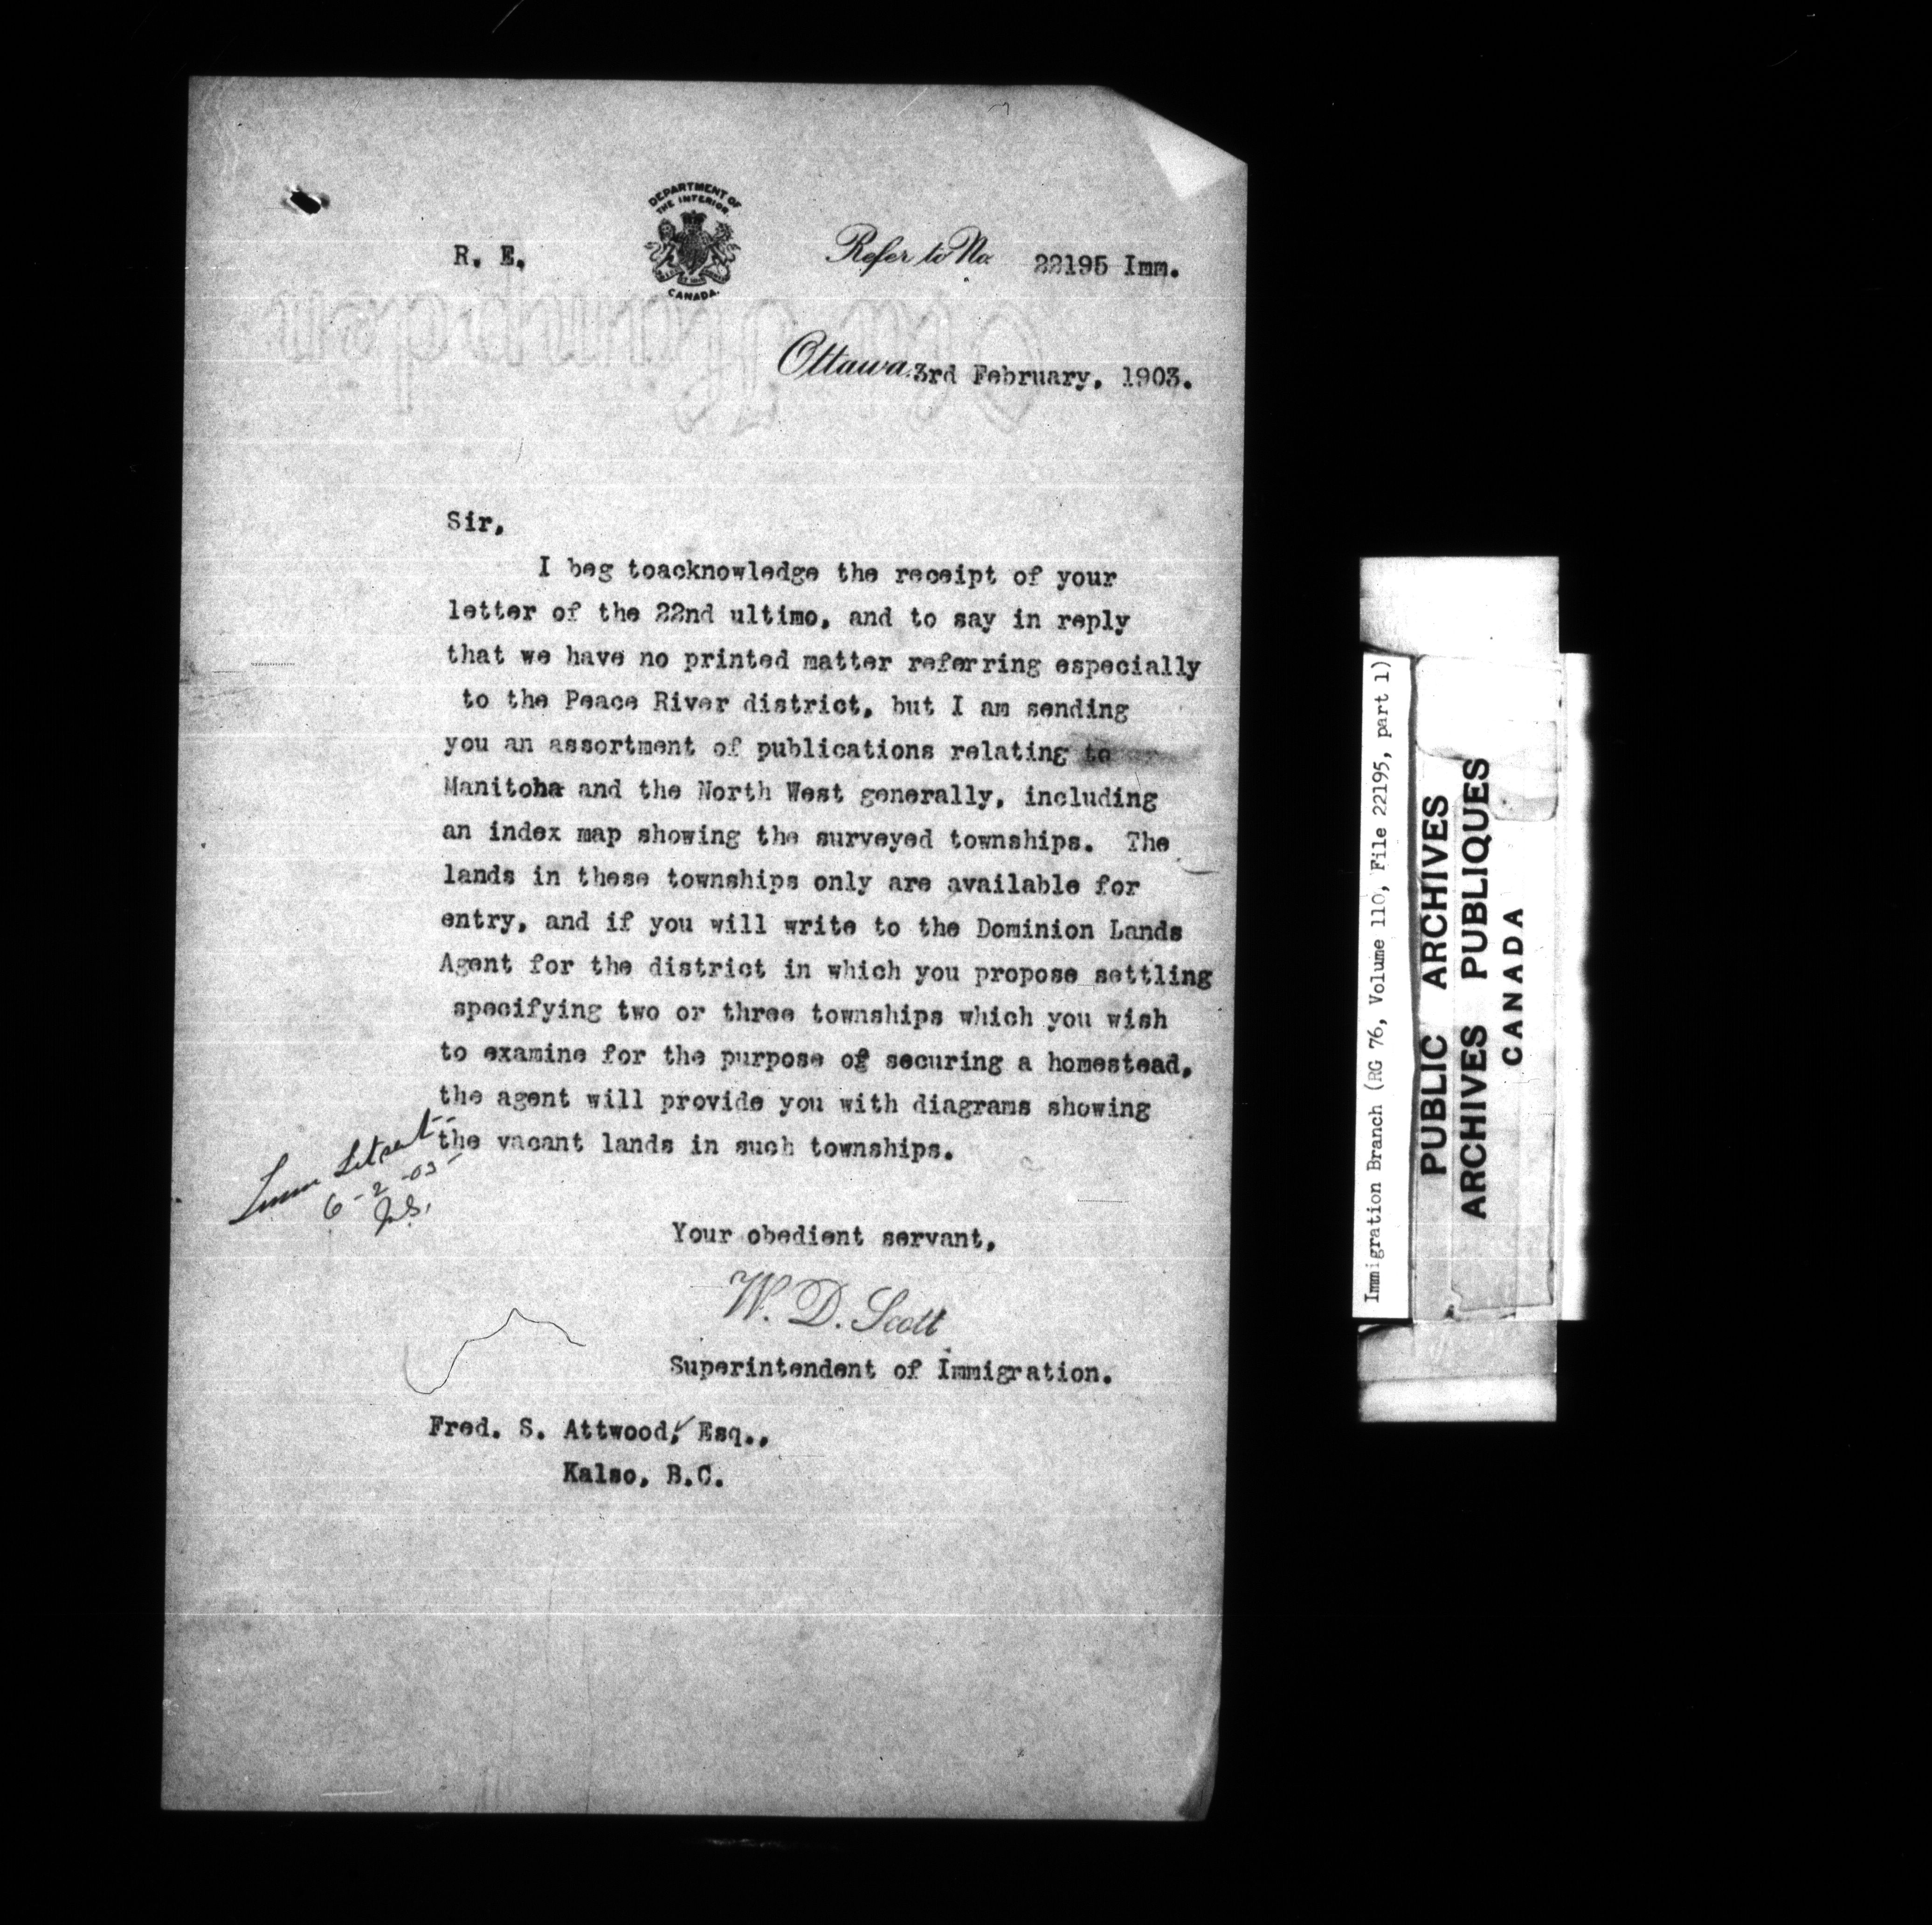 DEPARTMENT OF
THE INTERIOR.
CANADA.
R. E.
Refer to No. 22195 Imm.
Ottawa, 3rd February, 1903.
Sir,
I beg toacknowledge the receipt of your
letter of the 22nd ultimo, and to say in reply
that we have no printed matter referring especially
to the Peace River district, but I am sending
you an assortment of publications relating to
Manitoba and the North West generally, including
an index map showing the surveyed townships. The
lands in these townships only are available for
entry, and if you will write to the Dominion Lands
Agent for the district in which you propose settling
specifying two or three townships which you wish
to examine for the purpose of securing a homestead,
the agent will provide you with diagrams showing
the vacant lands in such townships.
6-2-03
Your obedient servant,
W. D. Scott
Superintendent of Immigration.
Fred. S. Attwood, Esq.,
Kalso, B.C.
Immigration Branch (RG 76, Volume 110, File 22195, part 1)
PUBLIC ARCHIVES
ARCHIVES PUBLIQUES
CANADA